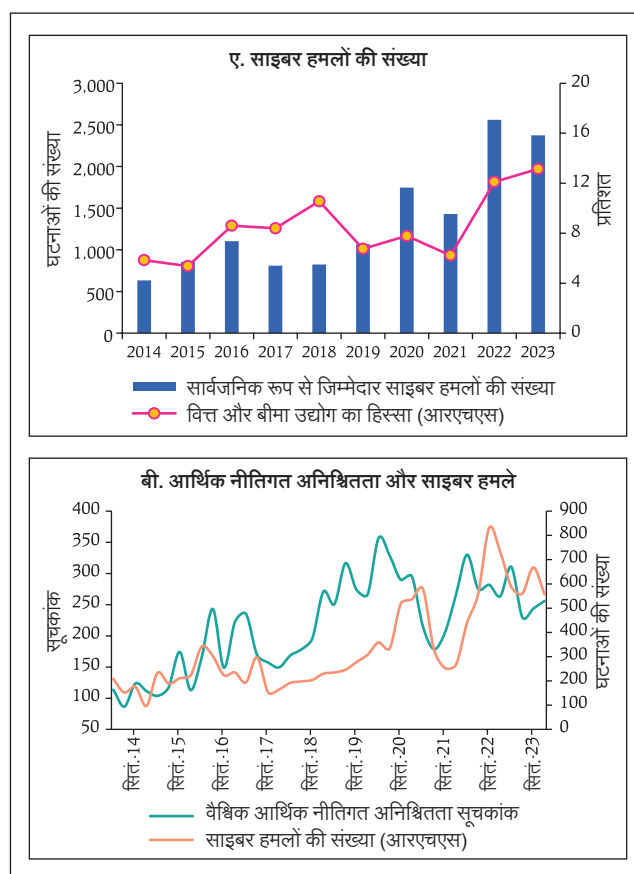 ए. साइबर हमलों की संख्या
3,000
2,500
2,000
1,500
1,000
500
0
घटनाओं की संख्या
20
16
12
8
4
0
प्रतिशत
2014 2015 2016 2017 2018 2019 2020 2021 2022 2023
सार्वजनिक रूप से जिम्मेदार साइबर हमलों की संख्या
वित्त और बीमा उद्योग का हिस्सा (आरएचएस)
बी. आर्थिक नीतिगत अनिश्चितता और साइबर हमले
400
350
300
250
200
150
100
50
सूचकांक
900
800
700
600
500
400
300
200
100
0
घटनाओं की संख्या
सितं.-14 सितं.-15 सितं.-16 सितं.-17 सितं.-18 सितं.-19 सितं.-20 सितं.-21 सितं.-22 सितं.-23
वैश्विक आर्थिक नीतिगत अनिश्चितता सूचकांक
साइबर हमलों की संख्या (आरएचएस)